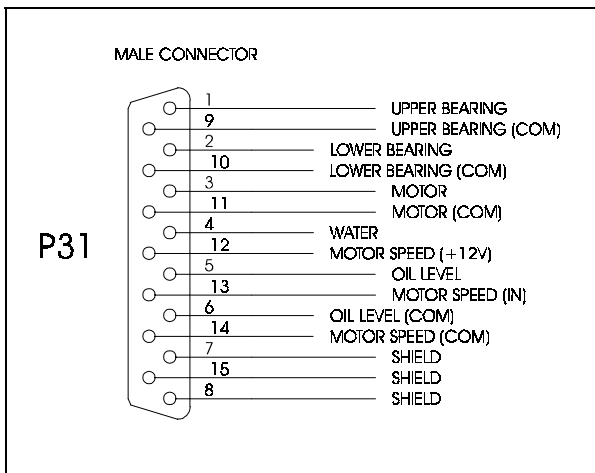 MALE CONNECTOR
P31
1 UPPER BEARING
9 UPPER BEARING (COM)
2 LOWER BEARING
10 LOWER BEARING (COM)
3 MOTOR
11 MOTOR (COM)
4 WATER
12 MOTOR SPEED (+12V)
5 OIL LEVEL
13 MOTOR SPEED (IN)
6 OIL LEVEL (COM)
14 MOTOR SPEED (COM)
7 SHIELD
15 SHIELD
8 SHIELD